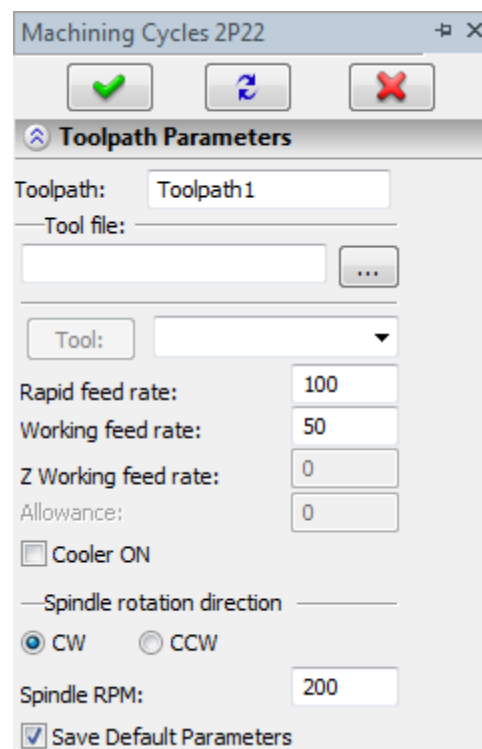 Machining Cycles 2P22
Toolpath Parameters
Toolpath: Toolpath1
Tool file:
...
Tool:
Rapid feed rate: 100
Working feed rate: 50
Z Working feed rate: 0
Allowance: 0
Cooler ON
Spindle rotation direction
CW CCW
Spindle RPM: 200
Save Default Parameters